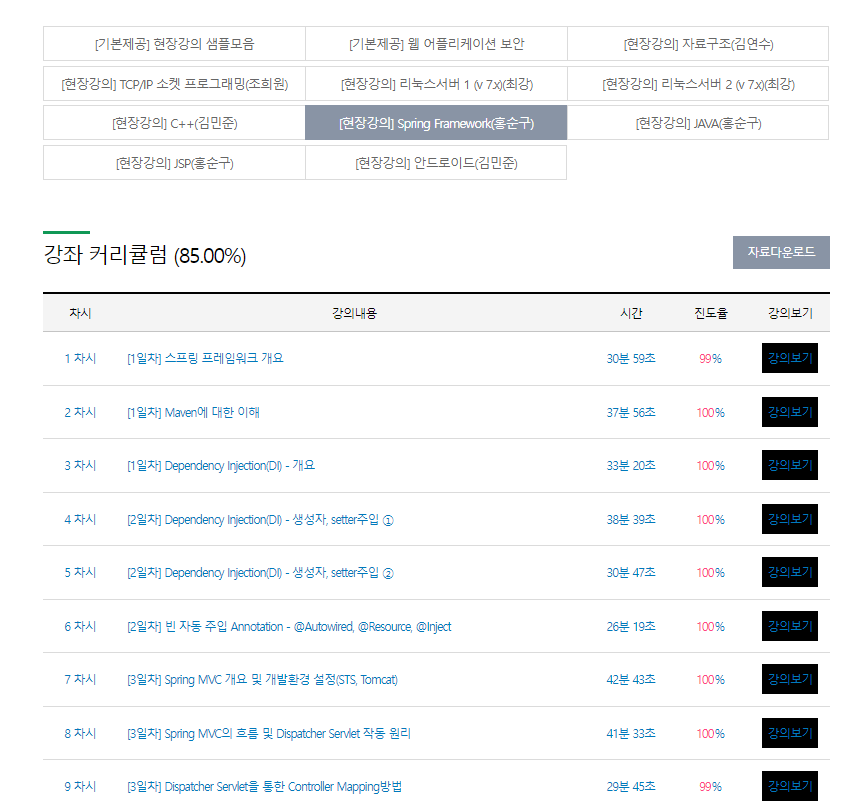 [기본제공] 현장강의 샘플모음 [기본제공] 웹 어플리케이션 보안 [현장강의] 자료구조(김연수)
[현장강의] TCP/IP 소켓 프로그래밍(조희원) [현장강의] 리눅스서버 1 (v 7.x)(최강) [현장강의] 리눅스서버 2 (v 7.x)(최강)
[현장강의] C++(김민준) [현장강의] Spring Framework(홍순구) [현장강의] JAVA(홍순구)
[현장강의] JSP(홍순구) [현장강의] 안드로이드(김민준)
강좌 커리큘럼 (85.00%) 자료다운로드
차시 강의내용 시간 진도율 강의보기
1 차시 [1일차] 스프링 프레임워크 개요 30분 59초 99% 강의보기
2 차시 [1일차] Maven에 대한 이해 37분 56초 100% 강의보기
3 차시 [1일차] Dependency Injection(DI) - 개요 33분 20초 100% 강의보기
4 차시 [2일차] Dependency Injection(DI) - 생성자, setter주입 ① 38분 39초 100% 강의보기
5 차시 [2일차] Dependency Injection(DI) - 생성자, setter주입 ② 30분 47초 100% 강의보기
6 차시 [2일차] 빈 자동 주입 Annotation - @Autowired, @Resource, @Inject 26분 19초 100% 강의보기
7 차시 [3일차] Spring MVC 개요 및 개발환경 설정(STS, Tomcat) 42분 43초 100% 강의보기
8 차시 [3일차] Spring MVC의 흐름 및 Dispatcher Servlet 작동 원리 41분 33초 100% 강의보기
9 차시 [3일차] Dispatcher Servlet을 통한 Controller Mapping방법 29분 45초 99% 강의보기